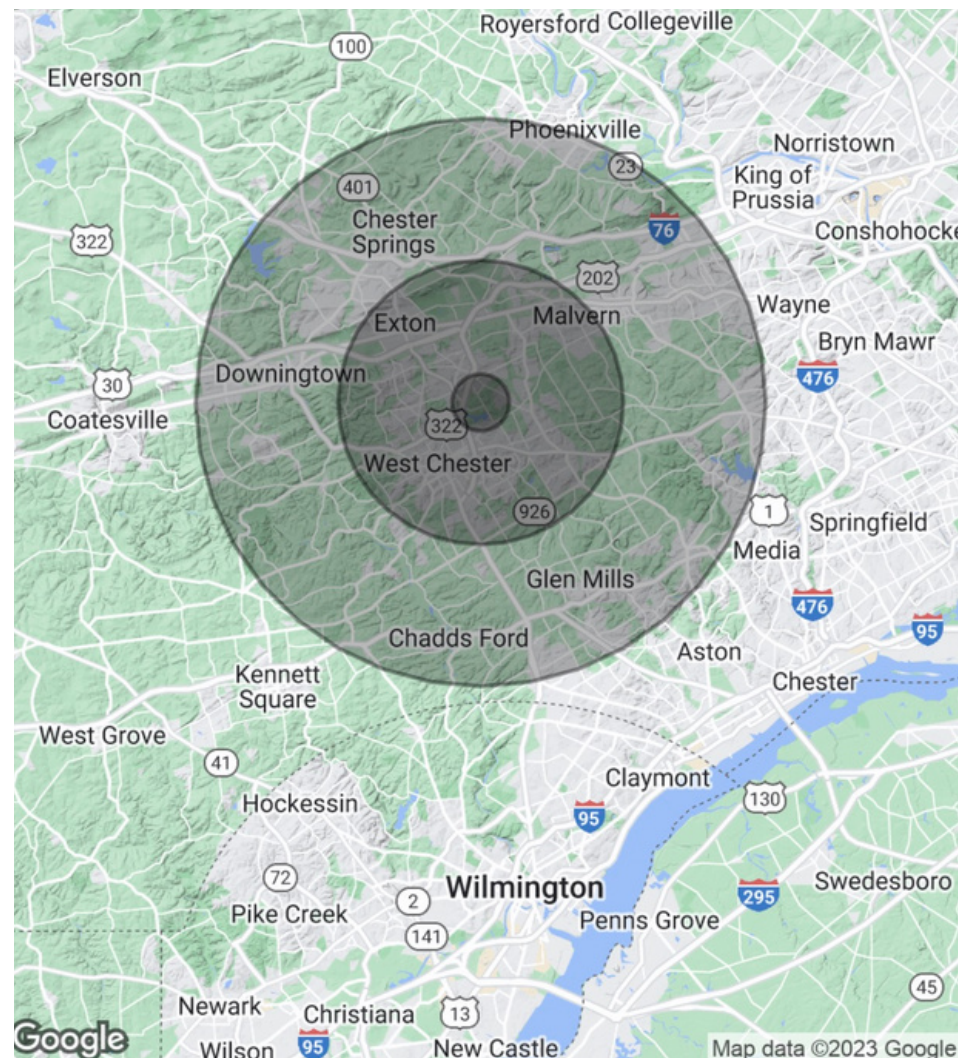 Royersford
Collegeville
100
Elverson
Phoenixville
Norristown
23
King of
Prussia
401
Chester
Springs
322
76
Conshohocke
202
Wayne
Malvern
Exton
Bryn Mawr
Downingtown
476
30
Coatesville
322
West Chester
926
1
Springfield
Media
Glen Mills
476
95
Chadds Ford
Aston
Kennett
Square
Chester
West Grove
41
Claymont
Hockessin
130
95
72
Wilmington
Swedesboro
2
295
Pike Creek
Penns Grove
141
45
Newark
Christiana
13
Google
Wilson
95
New Castle
Map data ©2023 Google